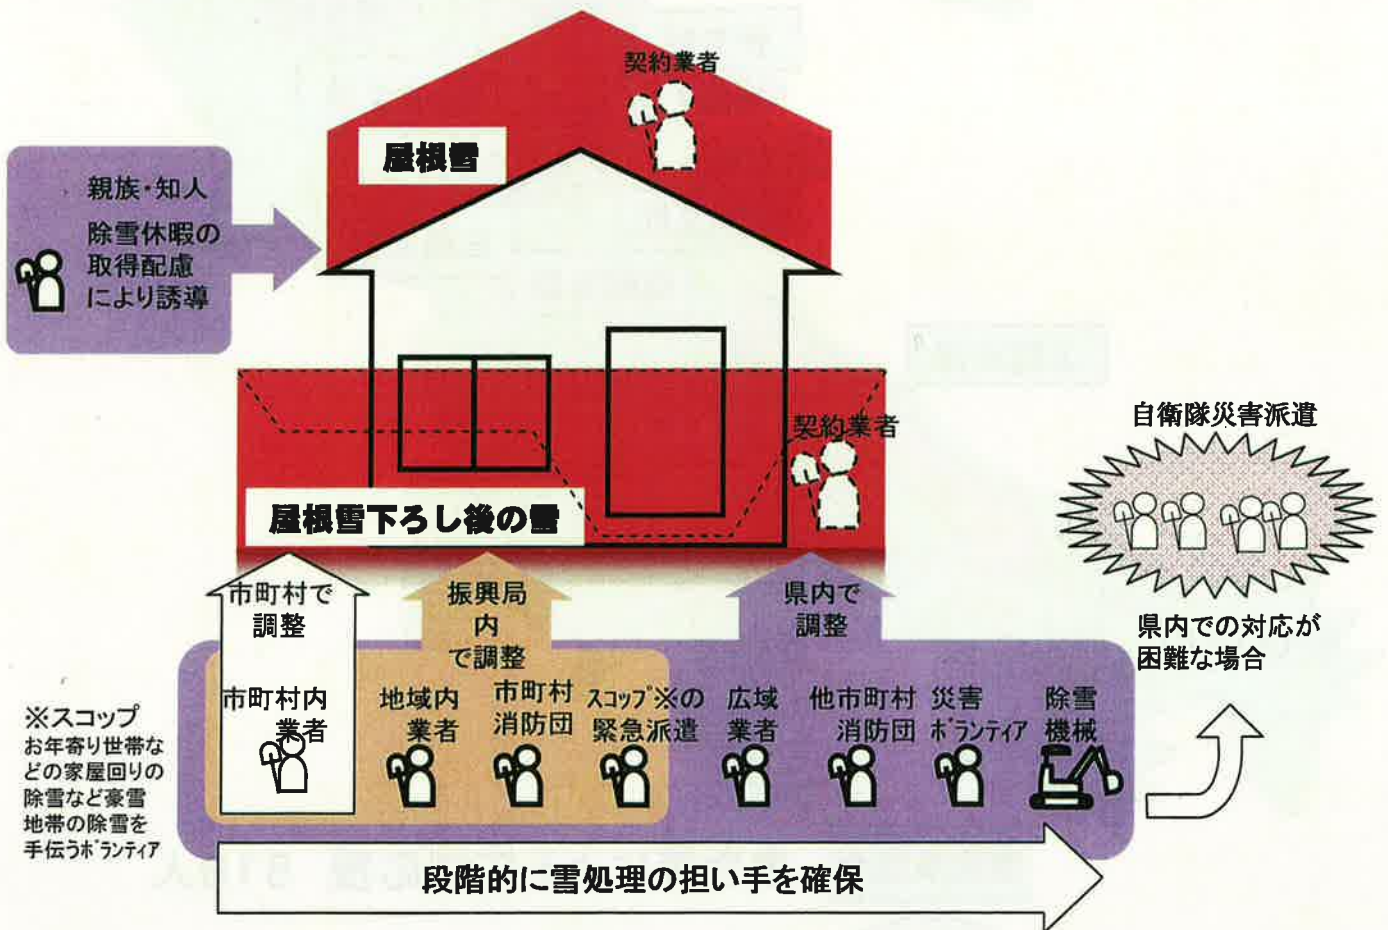 契約業者
屋根雪
親族・知人
除雪休暇の
取得配慮
により誘導
契約業者
屋根雪下ろし後の雪
自衛隊災害派遣
県内での対応が
困難な場合
市町村で
調整
振興局
内
で調整
県内で
調整
市町村内
業者
地域内
業者
市町村
消防団
スコップ※の
緊急派遣
広域
業者
他市町村
消防団
災害
ボランティア
除雪
機械
※スコップ
お年寄り世帯な
どの家屋回りの
除雪など豪雪
地帯の除雪を
手伝うボランティア
段階的に雪処理の担い手を確保